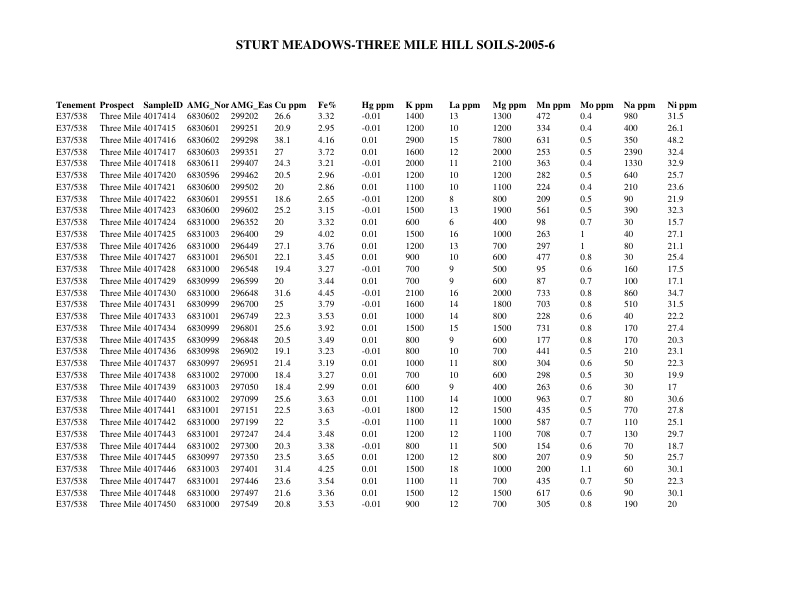 STURT MEADOWS-THREE MILE HILL SOILS-2005-6
Tenement Prospect SampleID AMG_Nor AMG_Eas Cu ppm Fe% Hg ppm K ppm La ppm Mg ppm Mn ppm Mo ppm Na ppm Ni ppm
E37/538 Three Mile 4017414 6830602 299202 26.6 3.32 -0.01 1400 13 1300 472 0.4 980 31.5
E37/538 Three Mile 4017415 6830601 299251 20.9 2.95 -0.01 1200 10 1200 334 0.4 400 26.1
E37/538 Three Mile 4017416 6830602 299298 38.1 4.16 0.01 2900 15 7800 631 0.5 350 48.2
E37/538 Three Mile 4017417 6830603 299351 27 3.72 0.01 1600 12 2000 253 0.5 2390 32.4
E37/538 Three Mile 4017418 6830611 299407 24.3 3.21 -0.01 2000 11 2100 363 0.4 1330 32.9
E37/538 Three Mile 4017420 6830596 299462 20.5 2.96 -0.01 1200 10 1200 282 0.5 640 25.7
E37/538 Three Mile 4017421 6830600 299502 20 2.86 0.01 1100 10 1100 224 0.4 210 23.6
E37/538 Three Mile 4017422 6830601 299551 18.6 2.65 -0.01 1200 8 800 209 0.5 90 21.9
E37/538 Three Mile 4017423 6830600 299602 25.2 3.15 -0.01 1500 13 1900 561 0.5 390 32.3
E37/538 Three Mile 4017424 6831000 296352 20 3.32 0.01 600 6 400 98 0.7 30 15.7
E37/538 Three Mile 4017425 6831003 296400 29 4.02 0.01 1500 16 1000 263 1 40 27.1
E37/538 Three Mile 4017426 6831000 296449 27.1 3.76 0.01 1200 13 700 297 1 80 21.1
E37/538 Three Mile 4017427 6831001 296501 22.1 3.45 0.01 900 10 600 477 0.8 30 25.4
E37/538 Three Mile 4017428 6831000 296548 19.4 3.27 -0.01 700 9 500 95 0.6 160 17.5
E37/538 Three Mile 4017429 6830999 296599 20 3.44 0.01 700 9 600 87 0.7 100 17.1
E37/538 Three Mile 4017430 6831000 296648 31.6 4.45 -0.01 2100 16 2000 733 0.8 860 34.7
E37/538 Three Mile 4017431 6830999 296700 25 3.79 -0.01 1600 14 1800 703 0.8 510 31.5
E37/538 Three Mile 4017433 6831001 296749 22.3 3.53 0.01 1000 14 800 228 0.6 40 22.2
E37/538 Three Mile 4017434 6830999 296801 25.6 3.92 0.01 1500 15 1500 731 0.8 170 27.4
E37/538 Three Mile 4017435 6830999 296848 20.5 3.49 0.01 800 9 600 177 0.8 170 20.3
E37/538 Three Mile 4017436 6830998 296902 19.1 3.23 -0.01 800 10 700 441 0.5 210 23.1
E37/538 Three Mile 4017437 6830997 296951 21.4 3.19 0.01 1000 11 800 304 0.6 50 22.3
E37/538 Three Mile 4017438 6831002 297000 18.4 3.27 0.01 700 10 600 298 0.5 30 19.9
E37/538 Three Mile 4017439 6831003 297050 18.4 2.99 0.01 600 9 400 263 0.6 30 17
E37/538 Three Mile 4017440 6831002 297099 25.6 3.63 0.01 1100 14 1000 963 0.7 80 30.6
E37/538 Three Mile 4017441 6831001 297151 22.5 3.63 -0.01 1800 12 1500 435 0.5 770 27.8
E37/538 Three Mile 4017442 6831000 297199 22 3.5 -0.01 1100 11 1000 587 0.7 110 25.1
E37/538 Three Mile 4017443 6831001 297247 24.4 3.48 0.01 1200 12 1100 708 0.7 130 29.7
E37/538 Three Mile 4017444 6831002 297300 20.3 3.38 -0.01 800 11 500 154 0.6 70 18.7
E37/538 Three Mile 4017445 6830997 297350 23.5 3.65 0.01 1200 12 800 207 0.9 50 25.7
E37/538 Three Mile 4017446 6831003 297401 31.4 4.25 0.01 1500 18 1000 200 1.1 60 30.1
E37/538 Three Mile 4017447 6831001 297446 23.6 3.54 0.01 1100 11 700 435 0.7 50 22.3
E37/538 Three Mile 4017448 6831000 297497 21.6 3.36 0.01 1500 12 1500 617 0.6 90 30.1
E37/538 Three Mile 4017450 6831000 297549 20.8 3.53 -0.01 900 12 700 305 0.8 190 20